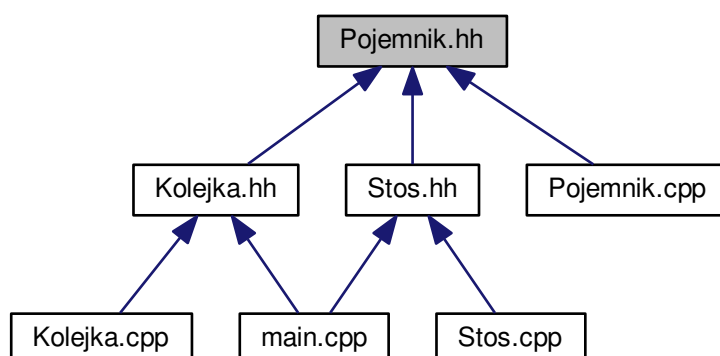 Pojemnik.hh
Kolejka.hh
Stos.hh
Pojemnik.cpp
Kolejka.cpp
main.cpp
Stos.cpp